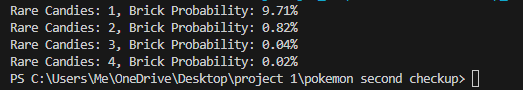 Rare Candies: 1, Brick Probability: 9.71%
Rare Candies: 2, Brick Probability: 0.82%
Rare Candies: 3, Brick Probability: 0.04%
Rare Candies: 4, Brick Probability: 0.02%
PS C:\Users\Me\OneDrive\Desktop\project 1\pokemon second checkup>